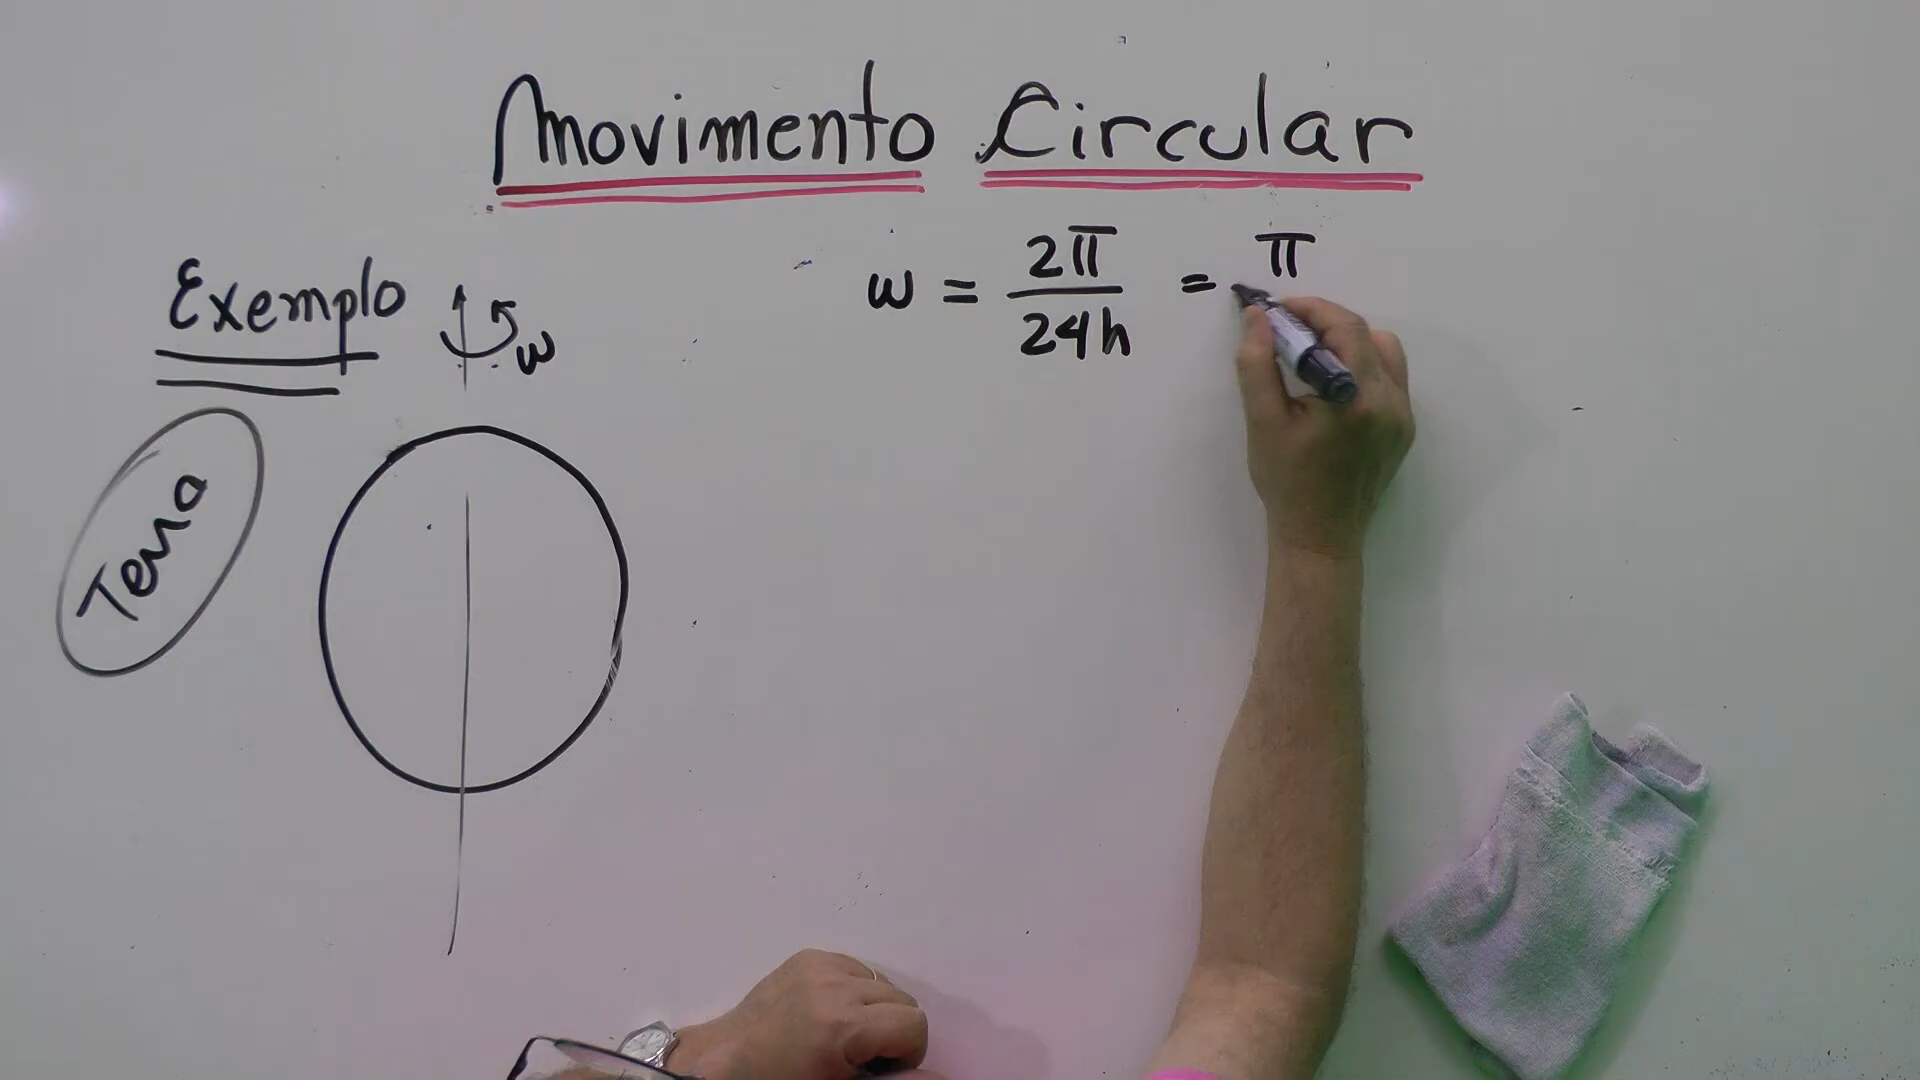 Movimento Circular
Exemplo
ω
ω = 2π / 24h = π
Terra